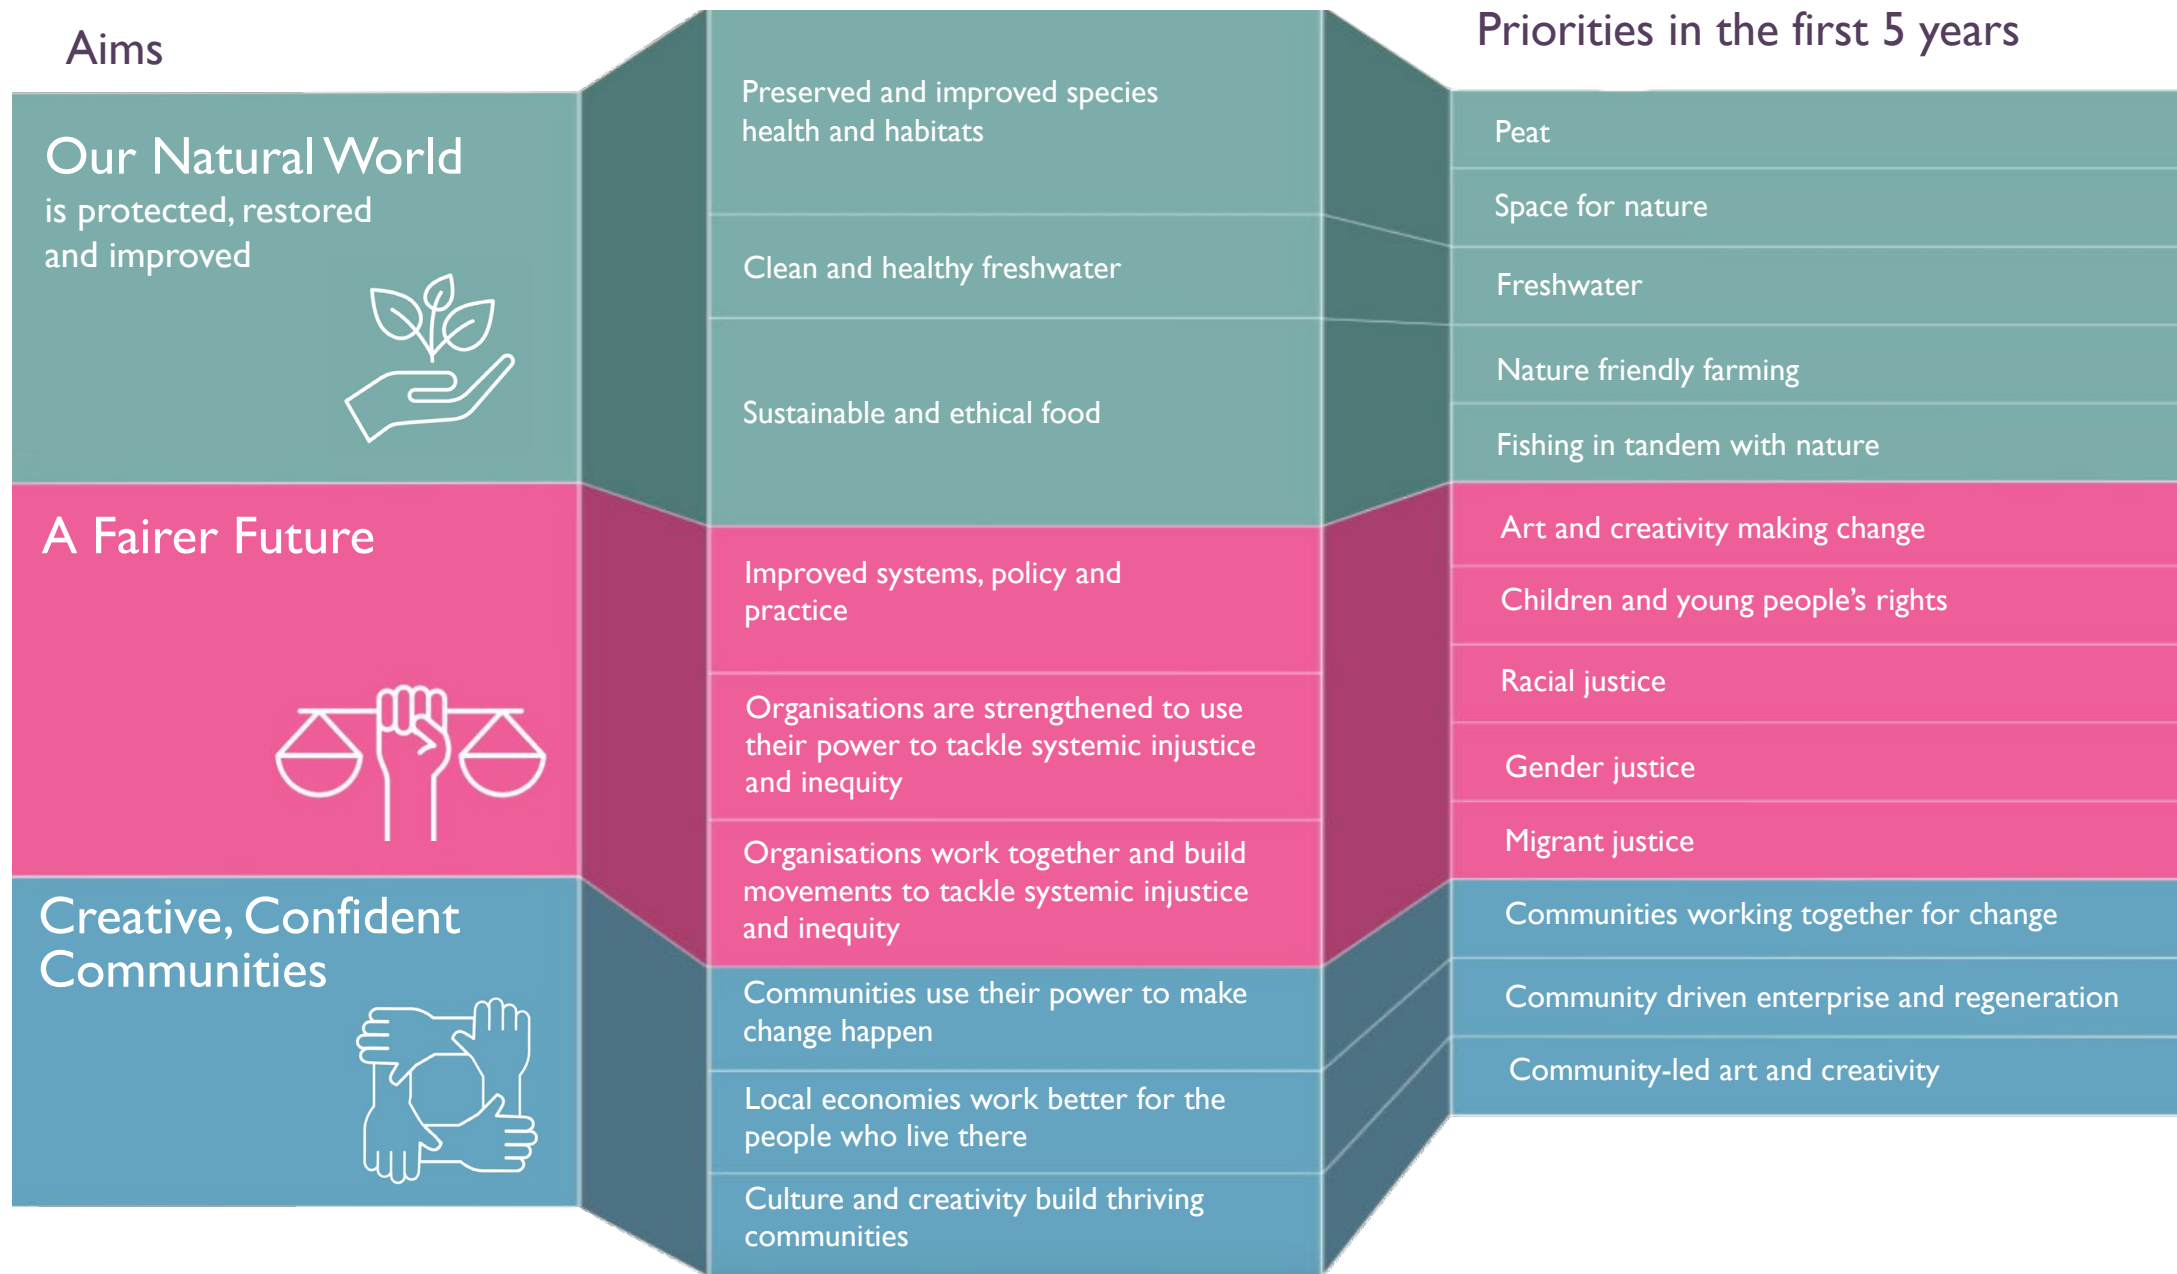 Aims
Our Natural World
is protected, restored
and improved
A Fairer Future
Creative, Confident
Communities
Preserved and improved species
health and habitats
Clean and healthy freshwater
Sustainable and ethical food
Improved systems, policy and
practice
Organisations are strengthened to use
their power to tackle systemic injustice
and inequity
Organisations work together and build
movements to tackle systemic injustice
and inequity
Communities use their power to make
change happen
Local economies work better for the
people who live there
Culture and creativity build thriving
communities
Priorities in the first 5 years
Peat
Space for nature
Freshwater
Nature friendly farming
Fishing in tandem with nature
Art and creativity making change
Children and young people’s rights
Racial justice
Gender justice
Migrant justice
Communities working together for change
Community driven enterprise and regeneration
Community-led art and creativity